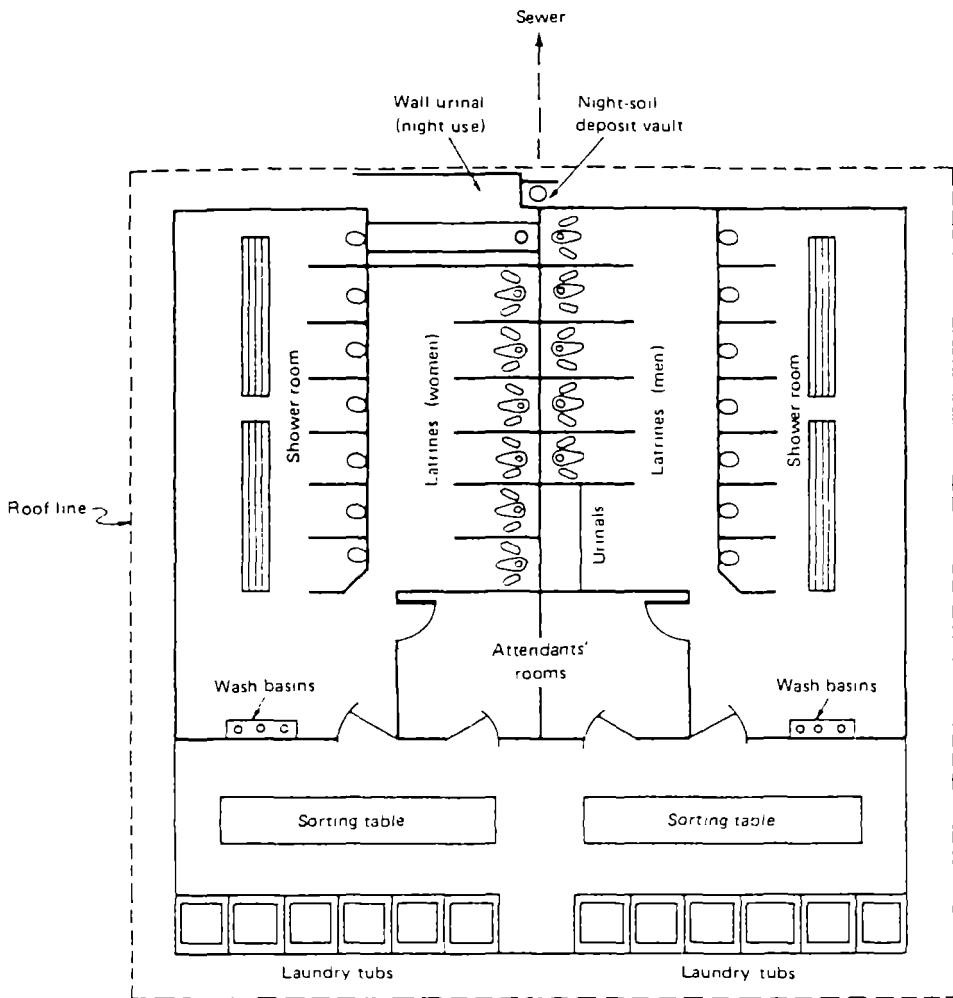 Sewer
Wall urinal
(night use)
Night-soil
deposit vault
Shower room
Latrines (women)
Latrines (men)
Shower room
Roof line
Urinals
Attendants'
rooms
Wash basins
Wash basins
Sorting table
Sorting table
Laundry tubs
Laundry tubs